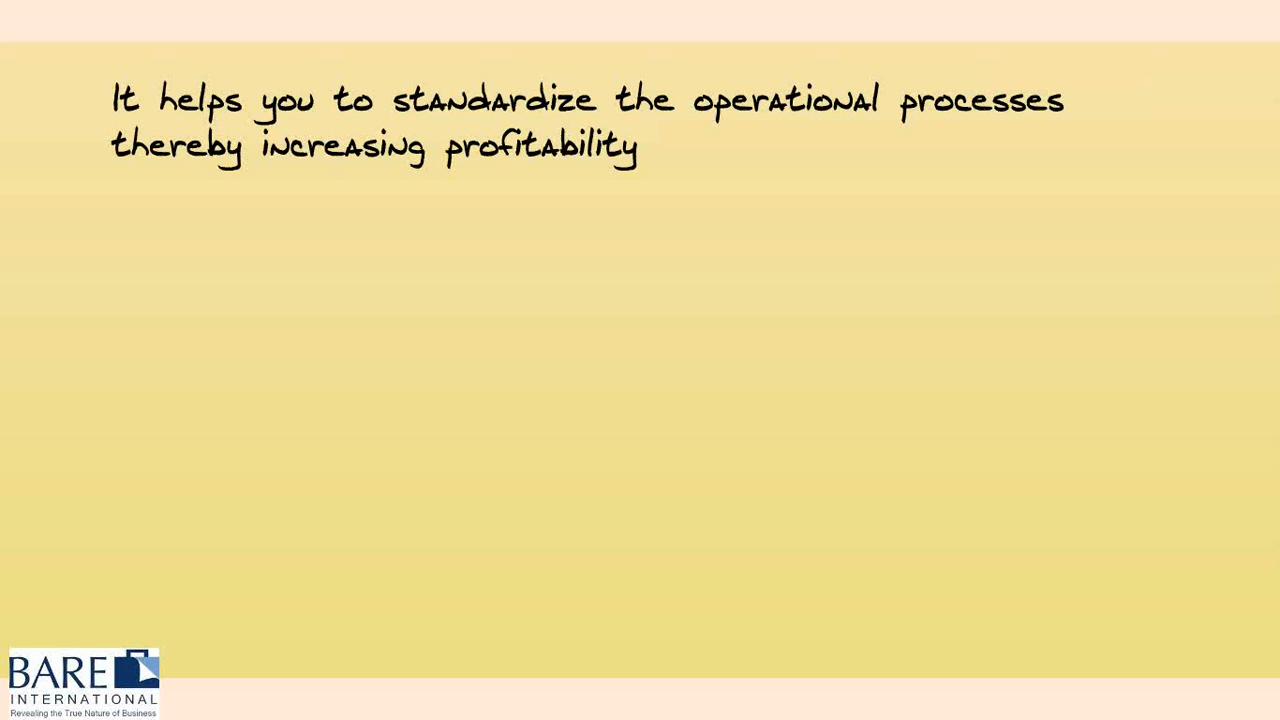 It helps you to standardize the operational processes
thereby increasing profitability
BARE
INTERNATIONAL
Revealing the True Nature of Business